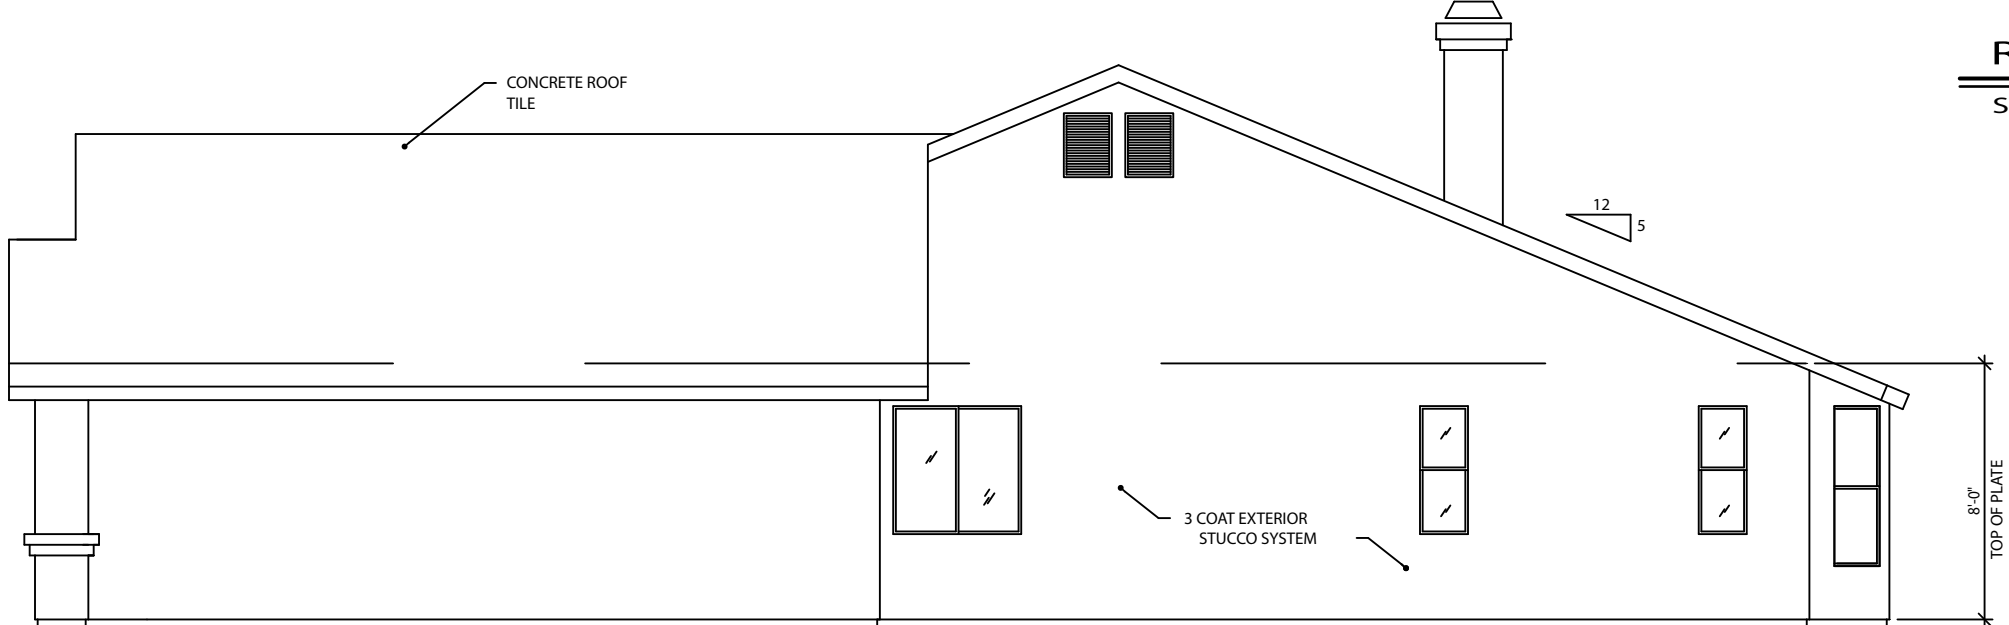 R
S
CONCRETE ROOF
TILE
12
5
3 COAT EXTERIOR
STUCCO SYSTEM
8'-0"
TOP OF PLATE